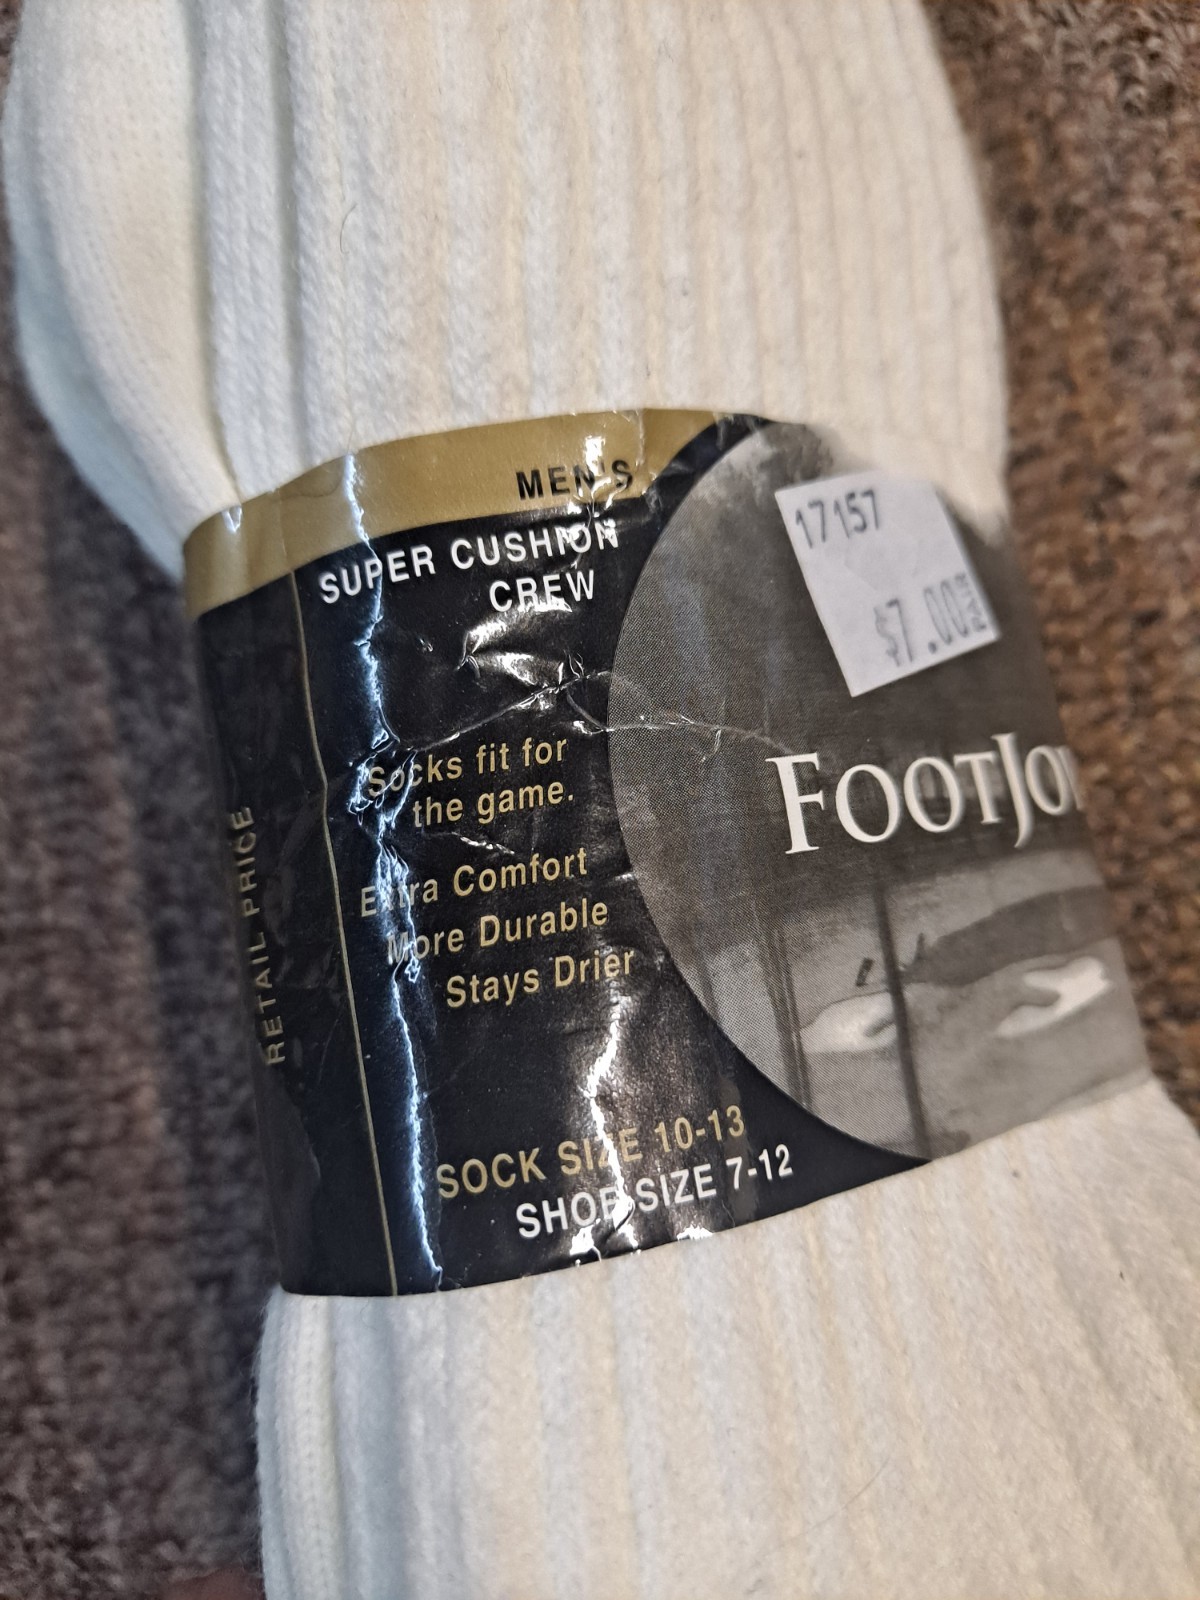 MEN'S
SUPER CUSHION
CREW
Socks fit for
the game.
Extra Comfort
More Durable
Stays Drier
SOCK SIZE 10-13
SHOE SIZE 7-12
RETAIL PRICE
17157
$7.00
FOOTJOY